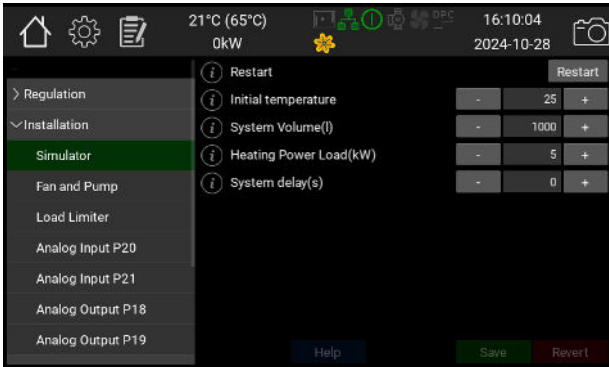 21°C (65°C)
0kW
DPC
16:10:04
2024-10-28
Regulation
Installation
Simulator
Fan and Pump
Load Limiter
Analog Input P20
Analog Input P21
Analog Output P18
Analog Output P19
i Restart Restart
i Initial temperature - 25 +
i System Volume(l) - 1000 +
i Heating Power Load(kW) - 5 +
i System delay(s) - 0 +
Help Save Revert